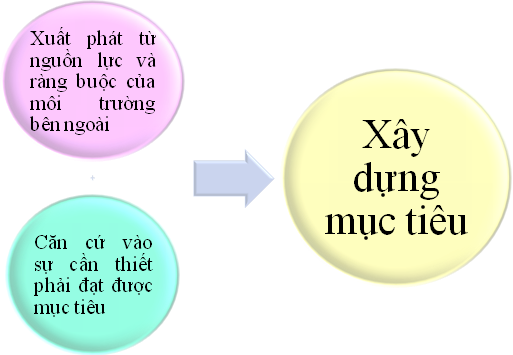 Xuất phát từ
nguồn lực và
ràng buộc của
môi trường
bên ngoài
Căn cứ vào
sự cần thiết
phải đạt được
mục tiêu
Xây
dựng
mục tiêu